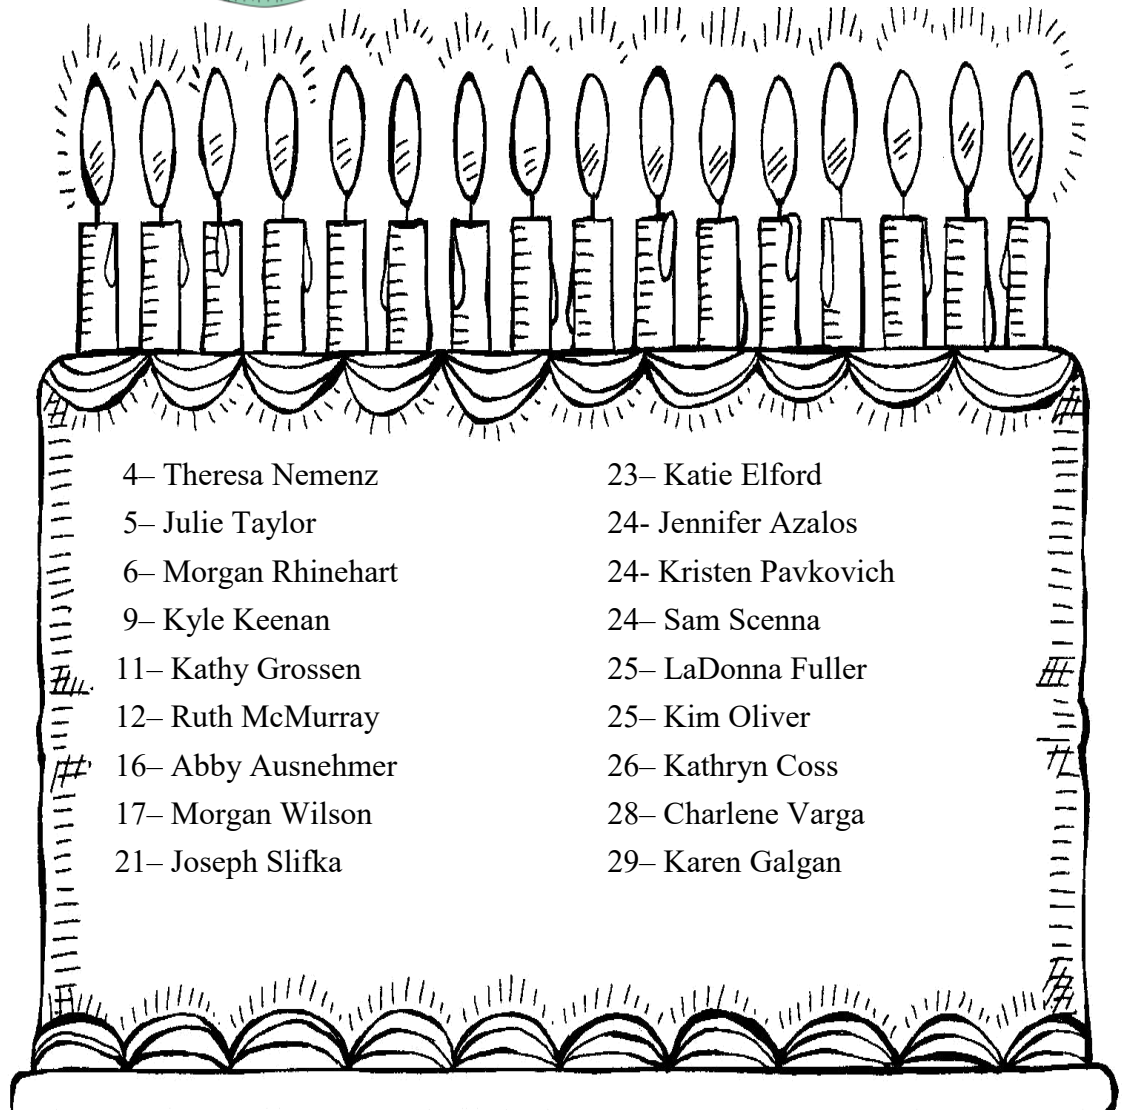 4– Theresa Nemenz
5– Julie Taylor
6– Morgan Rhinehart
9– Kyle Keenan
11– Kathy Grossen
12– Ruth McMurray
16– Abby Ausnehmer
17– Morgan Wilson
21– Joseph Slifka
23– Katie Elford
24- Jennifer Azalos
24- Kristen Pavkovich
24– Sam Scenna
25– LaDonna Fuller
25– Kim Oliver
26– Kathryn Coss
28– Charlene Varga
29– Karen Galgan